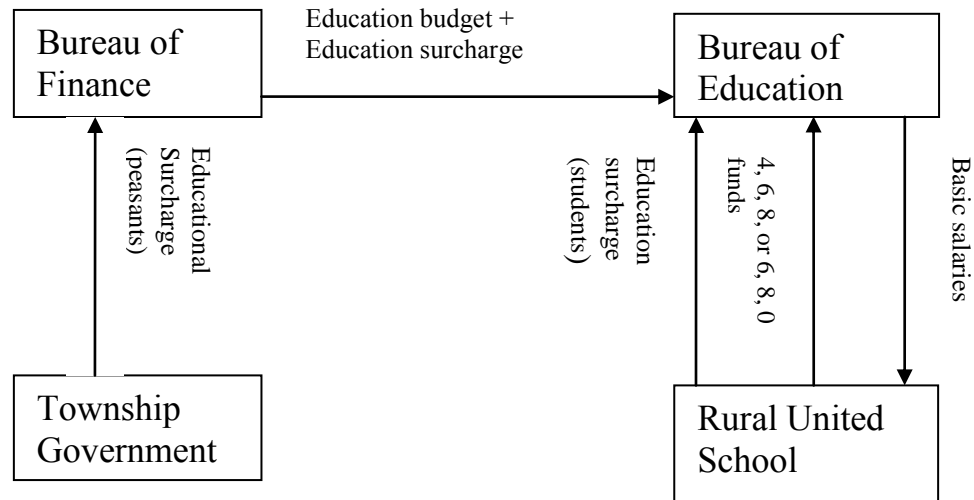 Bureau of
Finance
Education budget +
Education surcharge
Bureau of
Education
Educational
Surcharge
(peasants)
Education
surcharge
(students)
4, 6, 8, or 6, 8, 0
funds
Basic salaries
Township
Government
Rural United
School